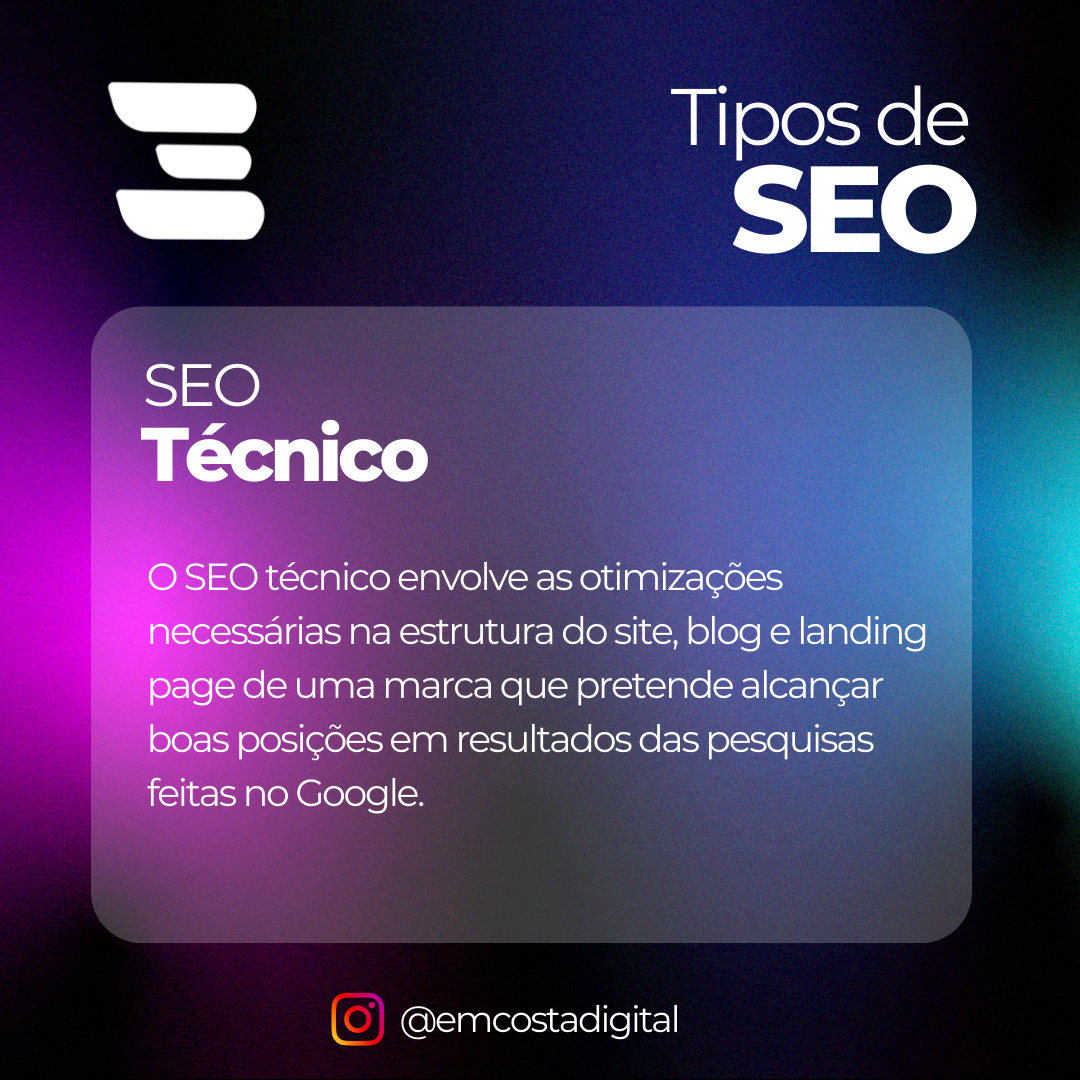 Tipos de
SEO
SEO
Técnico
O SEO técnico envolve as otimizações
necessárias na estrutura do site, blog e landing
page de uma marca que pretende alcançar
boas posições em resultados das pesquisas
feitas no Google.
@emcostadigital